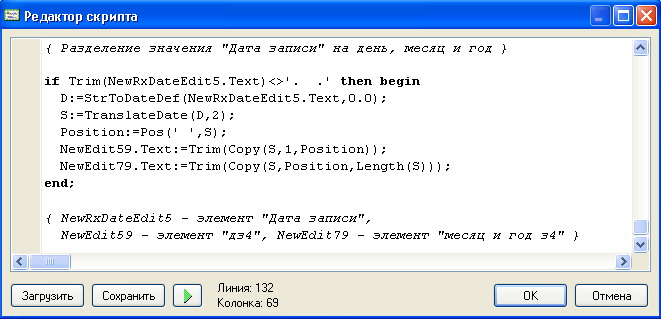 Редактор скрипта
{ Разделение значения "Дата записи" на день, месяц и год }
if Trim(NewRxDateEdit5.Text)<>'.  .' then begin
D:=StrToDateDef(NewRxDateEdit5.Text,0.0);
S:=TranslateDate(D,2);
Position:=Pos(' ',S);
NewEdit59.Text:=Trim(Copy(S,1,Position));
NewEdit79.Text:=Trim(Copy(S,Position,Length(S)));
end;
{ NewRxDateEdit5 – элемент "Дата записи",
NewEdit59 – элемент "дз4", NewEdit79 – элемент "месяц и год з4" }
Загрузить Сохранить Линия: 132
Колонка: 69
OK Отмена